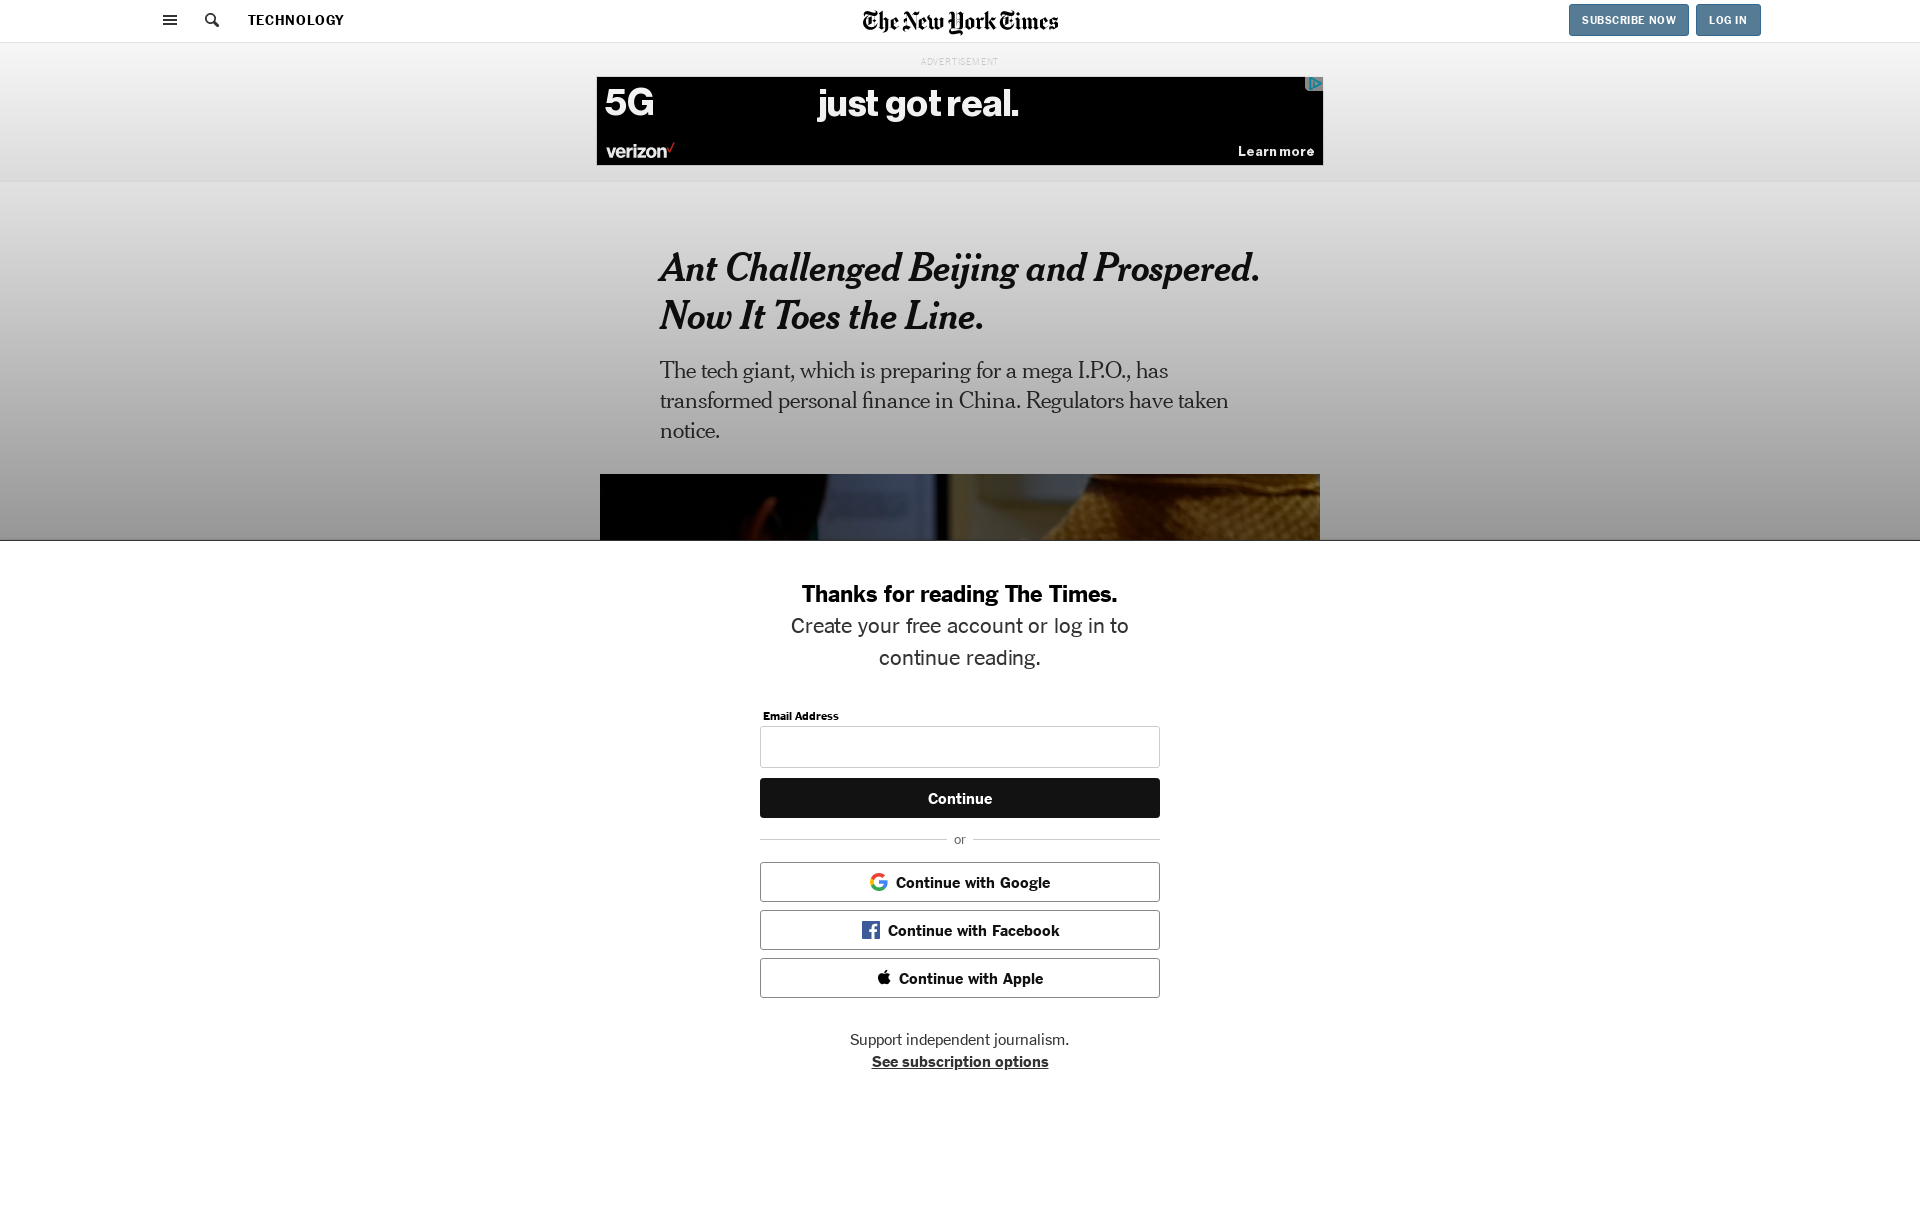 TECHNOLOGY
The New York Times
SUBSCRIBE NOW
LOG IN
ADVERTISEMENT
5G
just got real.
verizon
Learn more
Ant Challenged Beijing and Prospered.
Now It Toes the Line.
The tech giant, which is preparing for a mega I.P.O., has
transformed personal finance in China. Regulators have taken
notice.
Thanks for reading The Times.
Create your free account or log in to
continue reading.
Email Address
Continue
or
Continue with Google
Continue with Facebook
Continue with Apple
Support independent journalism.
See subscription options